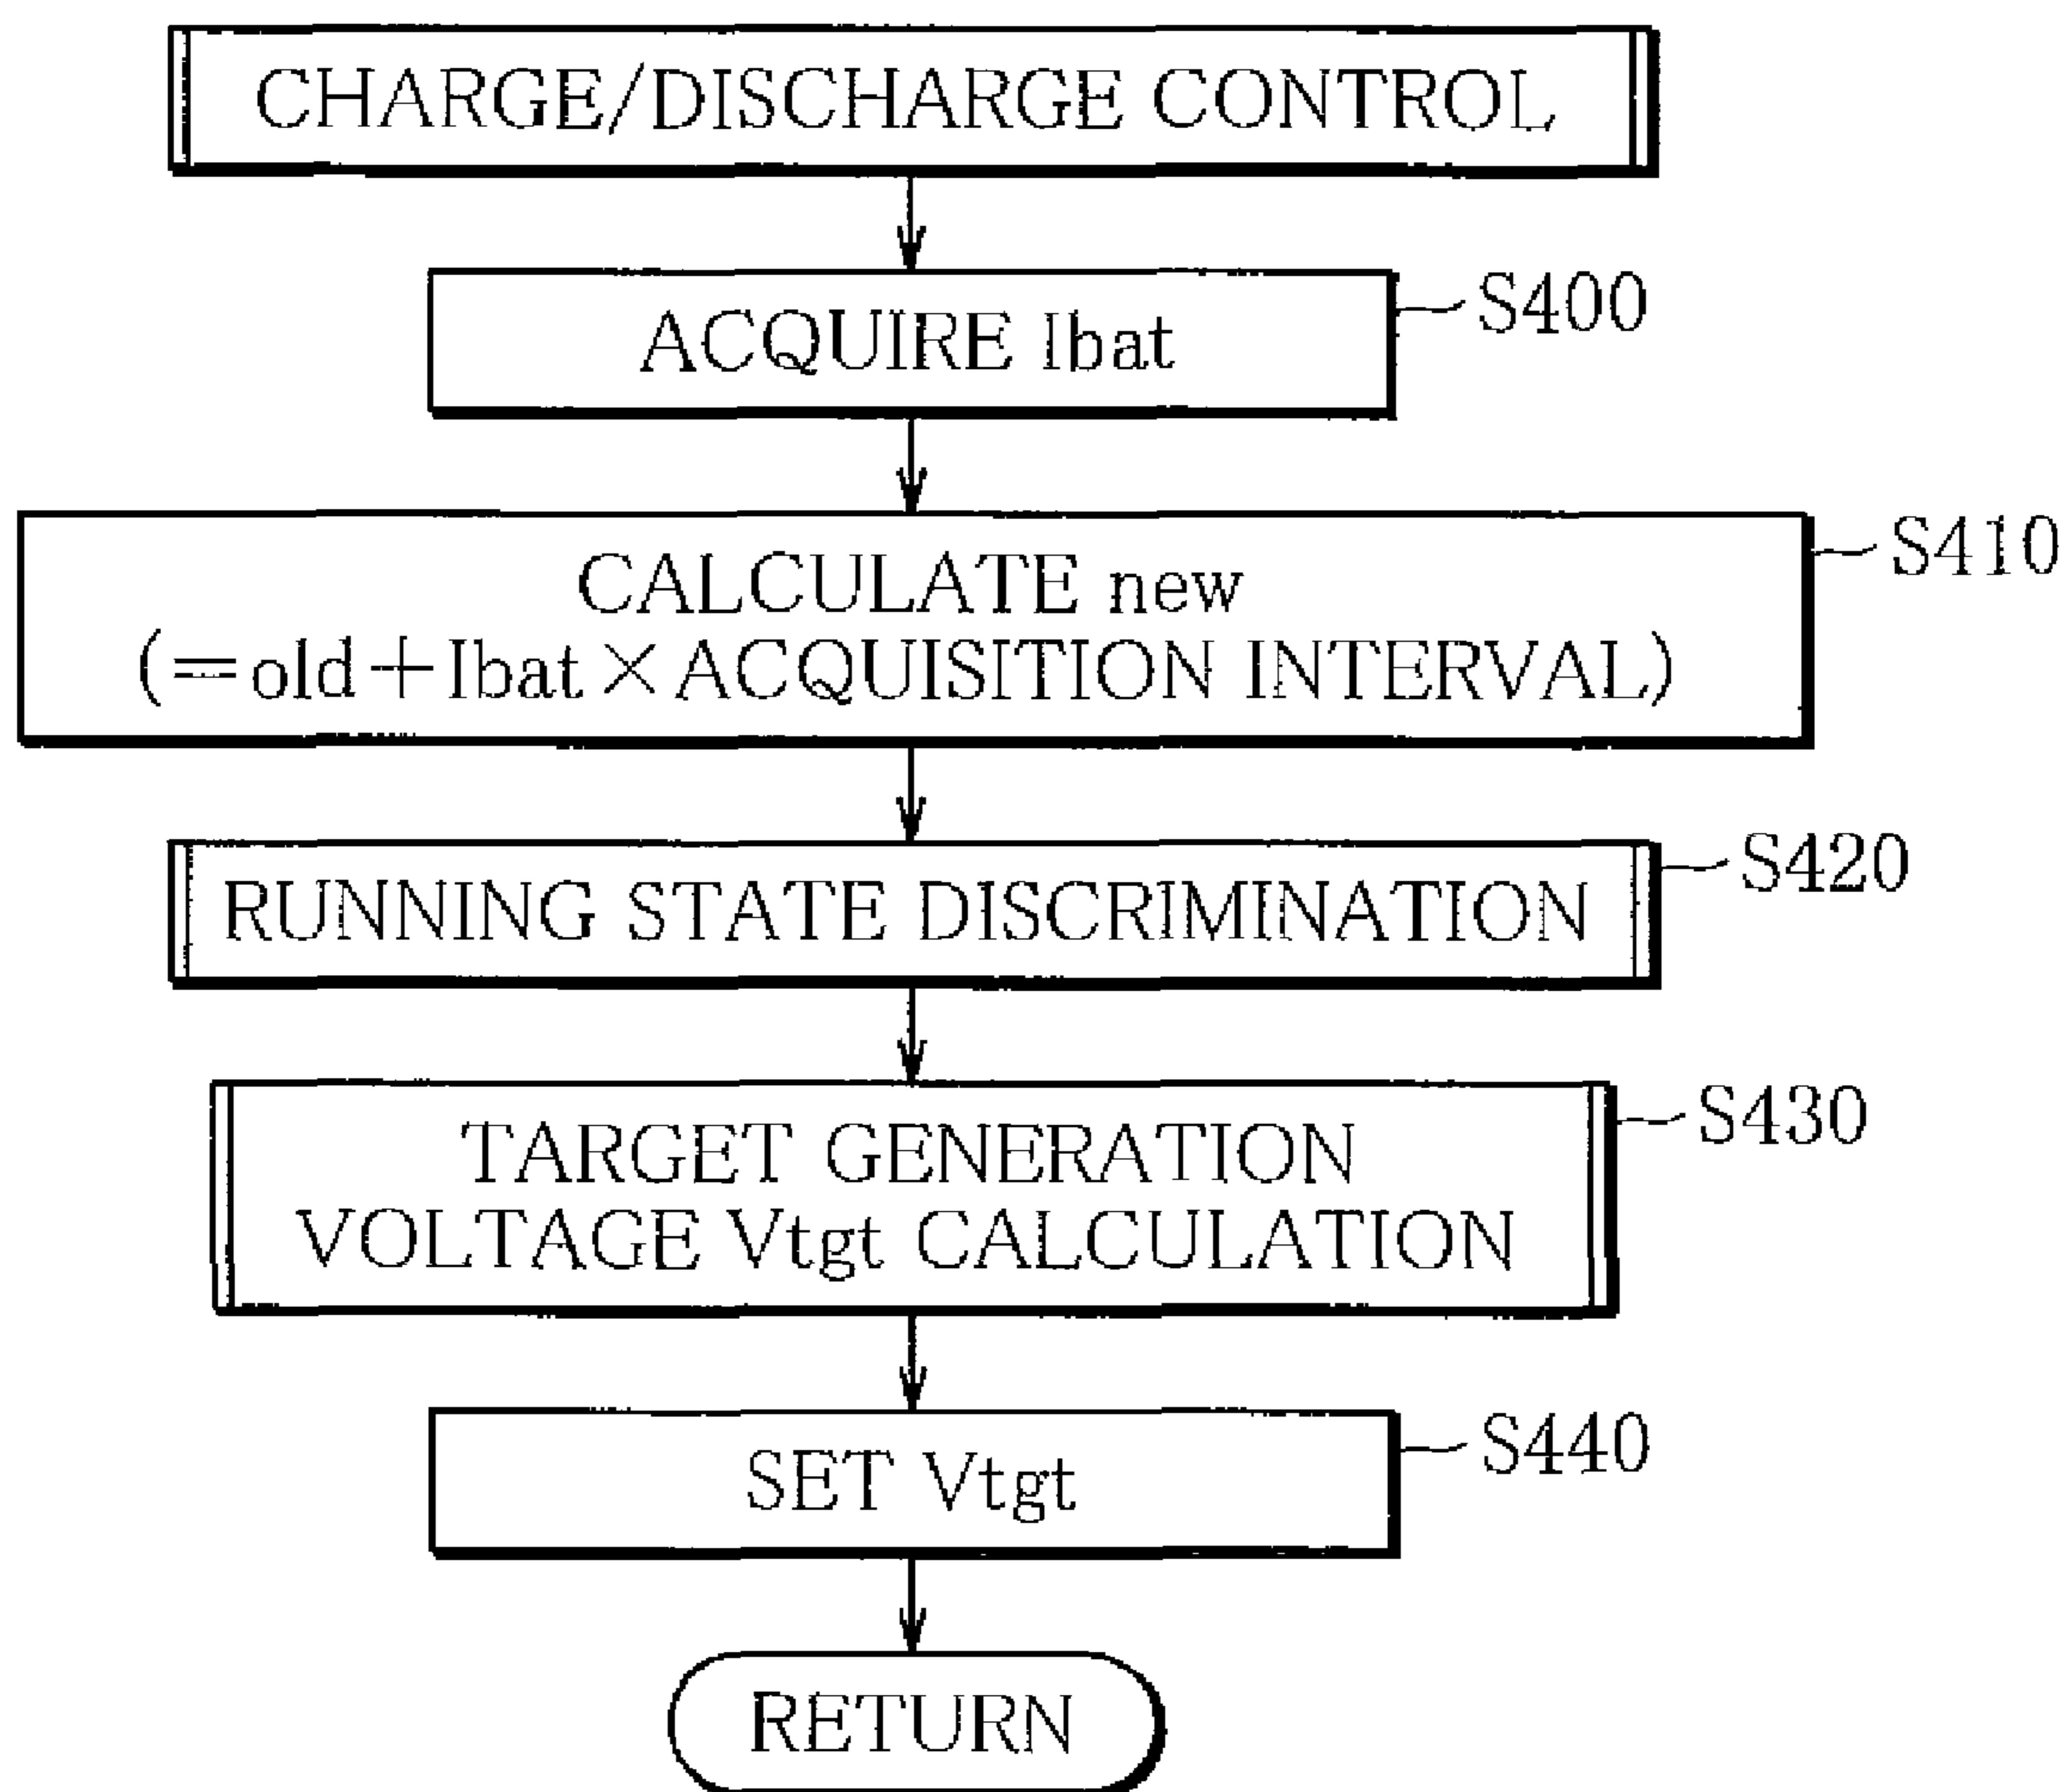 CHARGE/DISCHARGE CONTROL
ACQUIRE Ibat
S400
CALCULATE new
(=old+Ibat×ACQUISITION INTERVAL)
S410
RUNNING STATE DISCRIMINATION
S420
TARGET GENERATION
VOLTAGE Vtgt CALCULATION
S430
SET Vtgt
S440
RETURN